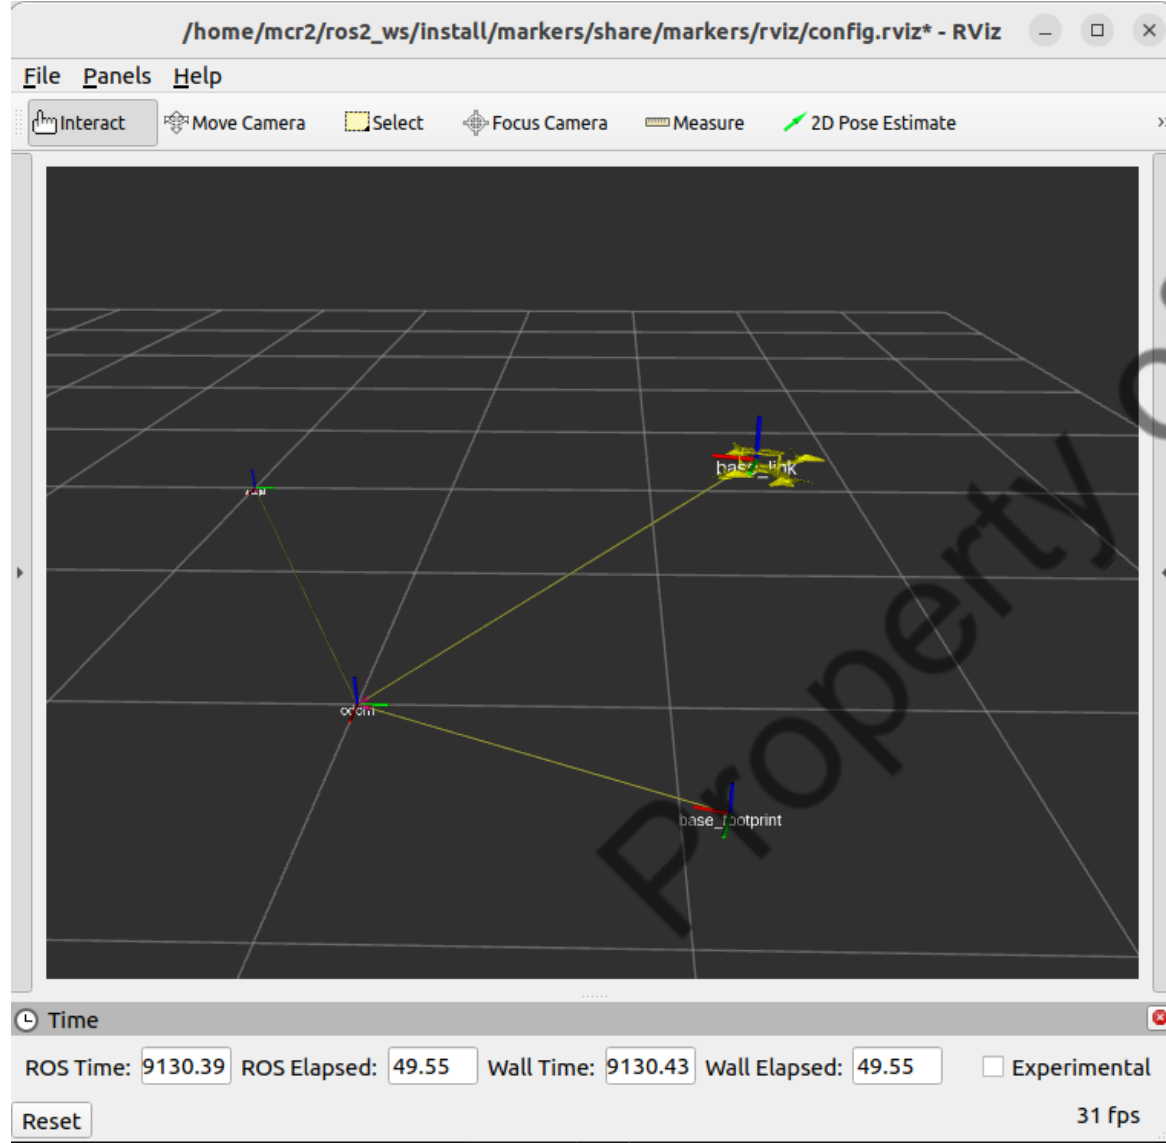 /home/mcr2/ros2_ws/install/markers/share/markers/rviz/config.rviz* - RViz
File Panels Help
Interact Move Camera Select Focus Camera Measure 2D Pose Estimate
base_link
odom
base_footprint
Property
Time
ROS Time: 9130.39 ROS Elapsed: 49.55 Wall Time: 9130.43 Wall Elapsed: 49.55 Experimental
Reset 31 fps